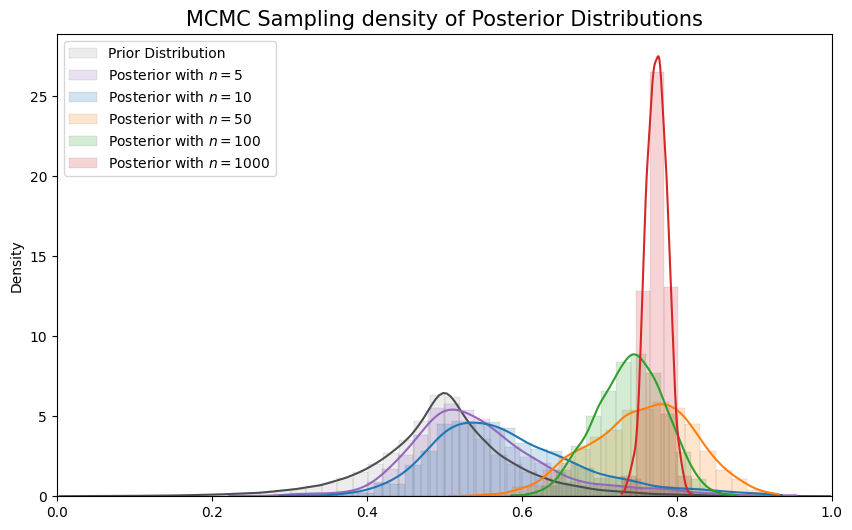 MCMC Sampling density of Posterior Distributions
Prior Distribution
Posterior with n = 5
Posterior with n = 10
Posterior with n = 50
Posterior with n = 100
Posterior with n = 1000
Density
25
20
15
10
5
0
0.0 0.2 0.4 0.6 0.8 1.0